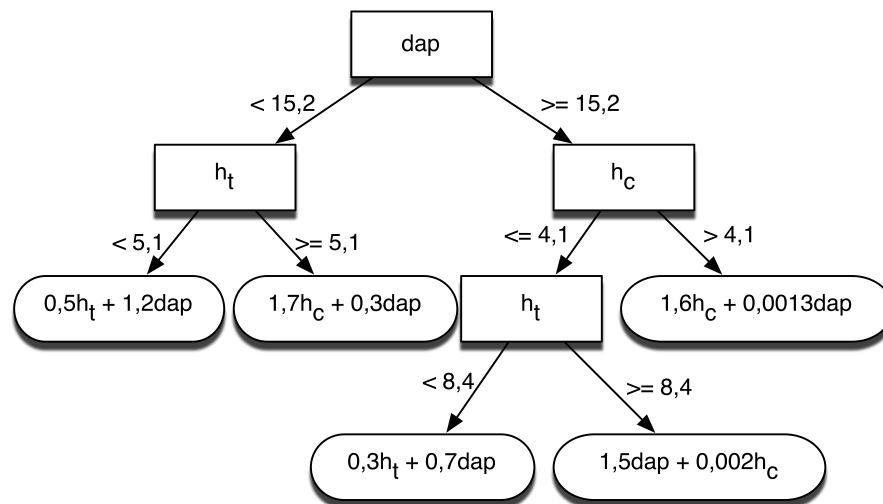 dap
< 15,2
>= 15,2
h_t
h_c
< 5,1
>= 5,1
<= 4,1
> 4,1
0,5h_t + 1,2dap
1,7h_c + 0,3dap
h_t
1,6h_c + 0,0013dap
< 8,4
>= 8,4
0,3h_t + 0,7dap
1,5dap + 0,002h_c